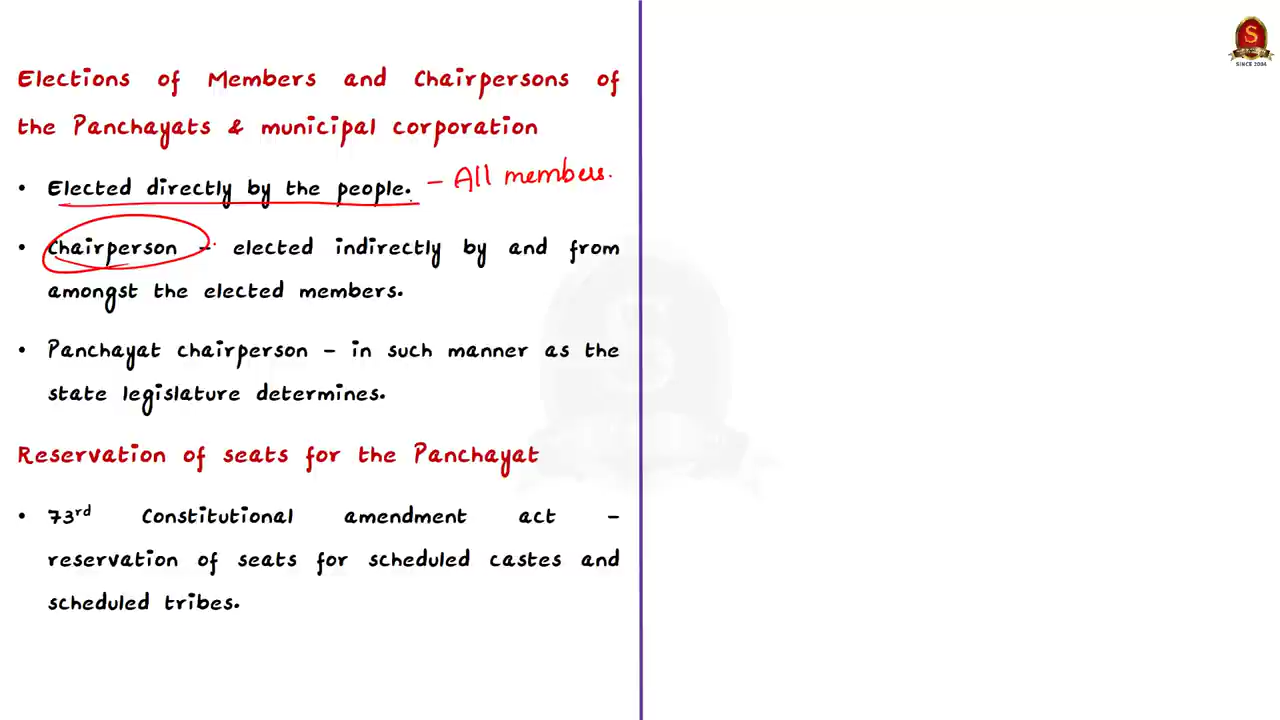 Elections of Members and Chairpersons of
the Panchayats & municipal corporation
• Elected directly by the people. – All members.
• Chairperson – elected indirectly by and from
amongst the elected members.
• Panchayat chairperson – in such manner as the
state legislature determines.
Reservation of seats for the Panchayat
• 73rd Constitutional amendment act –
reservation of seats for scheduled castes and
scheduled tribes.
S
SINCE 2004